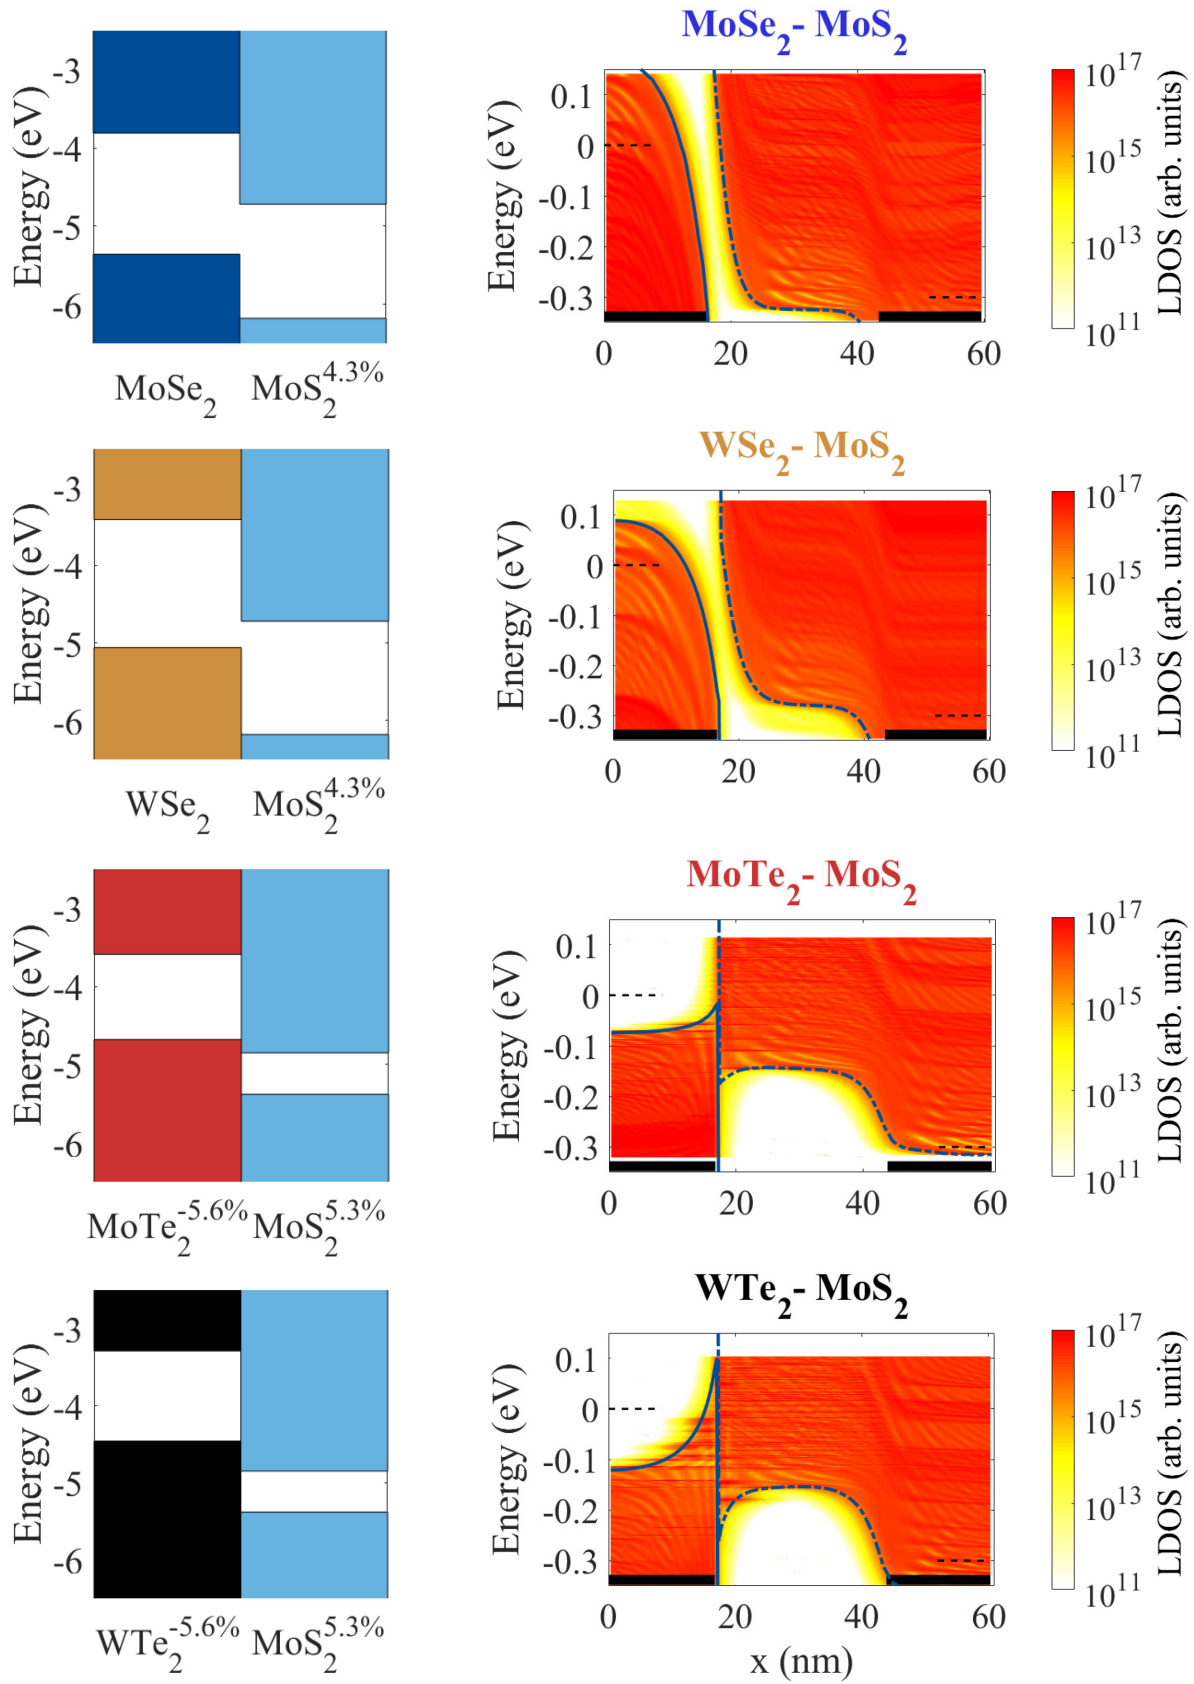 MoSe2- MoS2
Energy (eV)
-3
-4
-5
-6
MoSe2 MoS2^4.3%
Energy (eV)
0.1
0
-0.1
-0.2
-0.3
0 20 40 60
LDOS (arb. units)
10^17
10^15
10^13
10^11
WSe2- MoS2
Energy (eV)
-3
-4
-5
-6
WSe2 MoS2^4.3%
Energy (eV)
0.1
0
-0.1
-0.2
-0.3
0 20 40 60
LDOS (arb. units)
10^17
10^15
10^13
10^11
MoTe2- MoS2
Energy (eV)
-3
-4
-5
-6
MoTe2^-5.6% MoS2^5.3%
Energy (eV)
0.1
0
-0.1
-0.2
-0.3
0 20 40 60
LDOS (arb. units)
10^17
10^15
10^13
10^11
WTe2- MoS2
Energy (eV)
-3
-4
-5
-6
WTe2^-5.6% MoS2^5.3%
Energy (eV)
0.1
0
-0.1
-0.2
-0.3
0 20 40 60
x (nm)
LDOS (arb. units)
10^17
10^15
10^13
10^11